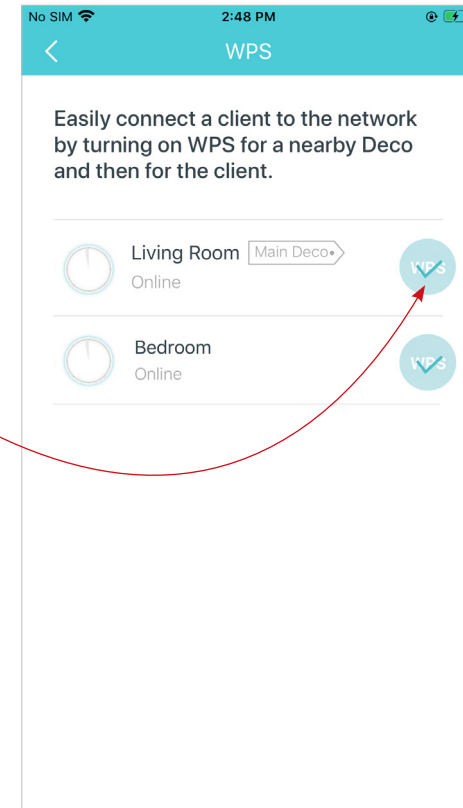 No SIM 2:48 PM
WPS
Easily connect a client to the network
by turning on WPS for a nearby Deco
and then for the client.
Living Room Main Deco
Online
WPS
Bedroom
Online
WPS